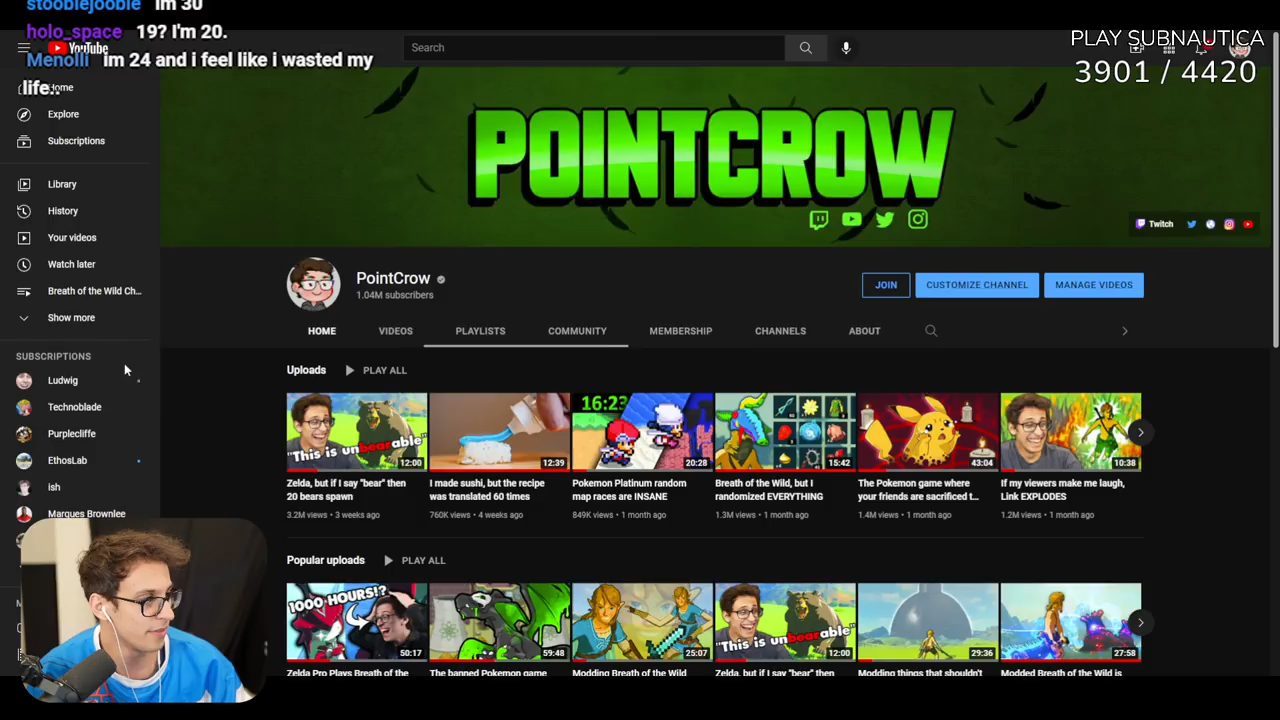 stooblejooble im 30
holo_space 19? I'm 20.
Menolll im 24 and i feel like i wasted my
life..
YouTube
Search
PLAY SUBNAUTICA
3901 / 4420
Home
Explore
Subscriptions
Library
History
Your videos
Watch later
Breath of the Wild Ch...
Show more
SUBSCRIPTIONS
Ludwig
Technoblade
Purplecliffe
EthosLab
ish
Marques Brownlee
POINTCROW
Twitch
PointCrow
1.04M subscribers
JOIN
CUSTOMIZE CHANNEL
MANAGE VIDEOS
HOME
VIDEOS
PLAYLISTS
COMMUNITY
MEMBERSHIP
CHANNELS
ABOUT
Uploads
PLAY ALL
"This is unbearable"
12:00
12:39
16:23
20:28
15:42
43:04
10:38
Zelda, but if I say "bear" then
20 bears spawn
3.2M views • 3 weeks ago
I made sushi, but the recipe
was translated 60 times
760K views • 4 weeks ago
Pokemon Platinum random
map races are INSANE
849K views • 1 month ago
Breath of the Wild, but I
randomized EVERYTHING
1.3M views • 1 month ago
The Pokemon game where
your friends are sacrificed t...
1.4M views • 1 month ago
If my viewers make me laugh,
Link EXPLODES
1.2M views • 1 month ago
Popular uploads
PLAY ALL
1000 HOURS!?
50:17
59:48
25:07
"This is unbearable"
12:00
29:36
27:58
Zelda Pro Plays Breath of the
The banned Pokemon game
Modding Breath of the Wild
Zelda, but if I say "bear" then
Modding things that shouldn't
Modded Breath of the Wild is